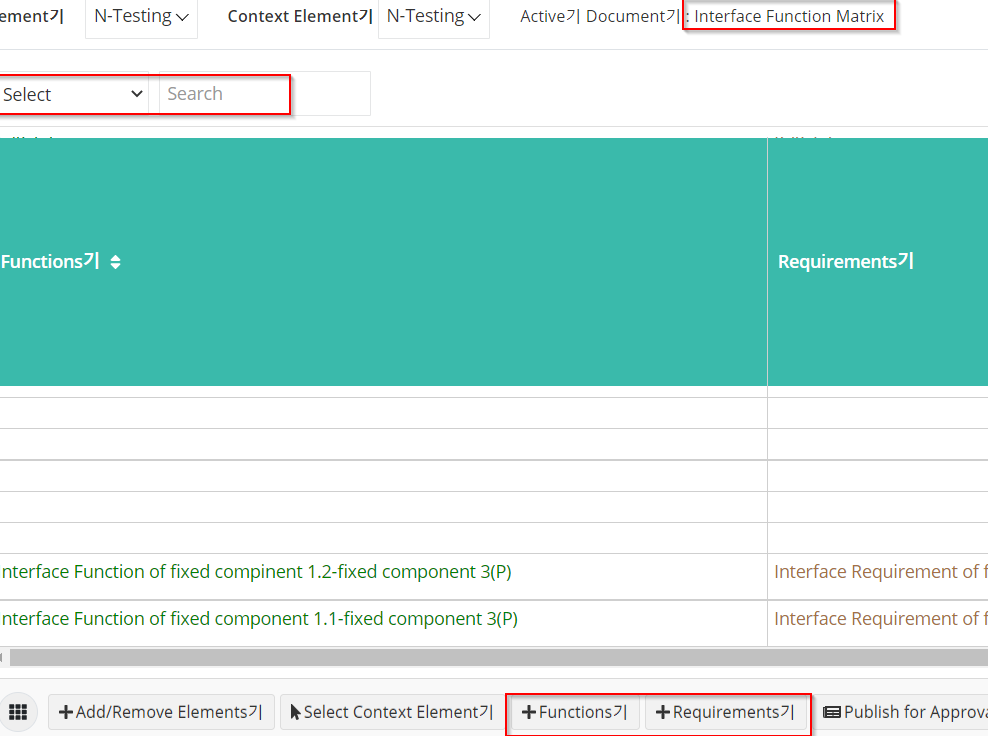 ement기 N-Testing Context Element기 N-Testing Active기 Document기 : Interface Function Matrix
Select Search
Functions기 Requirements기
nterface Function of fixed compinent 1.2-fixed component 3(P) Interface Requirement of f
nterface Function of fixed component 1.1-fixed component 3(P) Interface Requirement of f
Add/Remove Elements기 Select Context Element기 +Functions기 +Requirements기 Publish for Approva